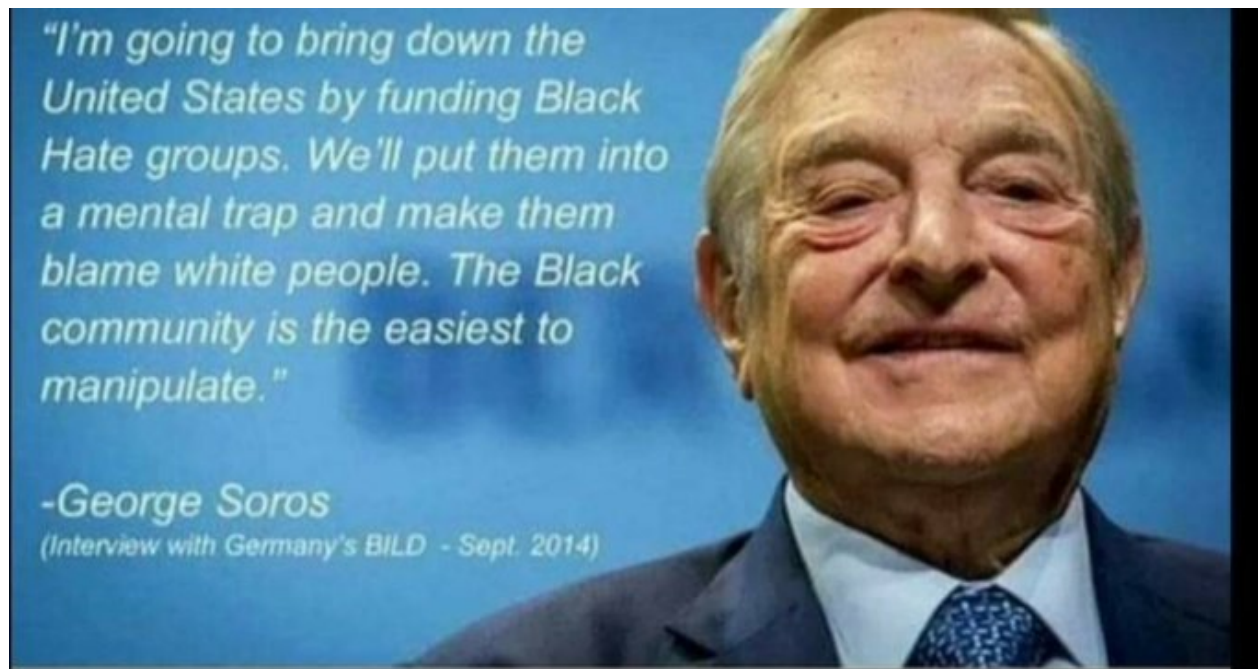 “I'm going to bring down the
United States by funding Black
Hate groups. We'll put them into
a mental trap and make them
blame white people. The Black
community is the easiest to
manipulate.”
-George Soros
(Interview with Germany's BILD - Sept. 2014)